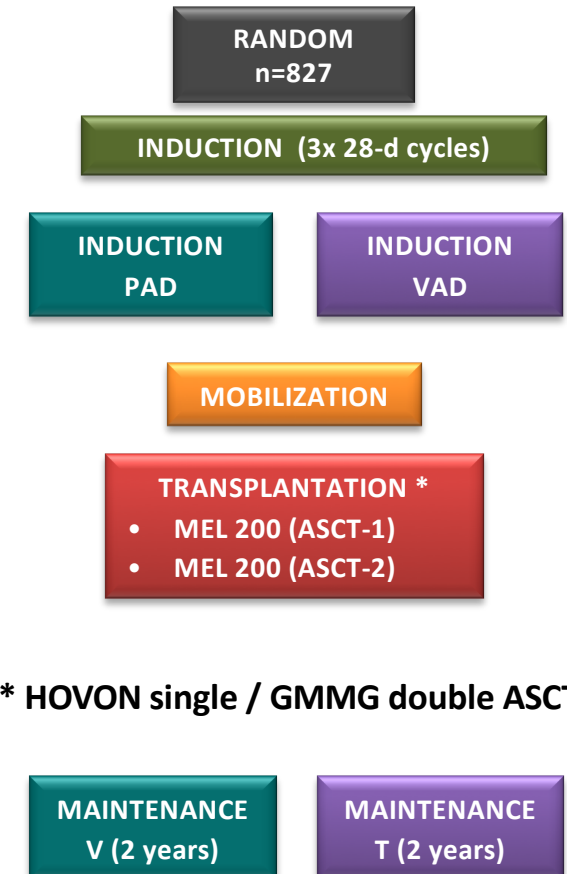 RANDOM
n=827
INDUCTION (3x 28-d cycles)
INDUCTION
PAD
INDUCTION
VAD
MOBILIZATION
TRANSPLANTATION *
• MEL 200 (ASCT-1)
• MEL 200 (ASCT-2)
* HOVON single / GMMG double ASCT
MAINTENANCE
V (2 years)
MAINTENANCE
T (2 years)